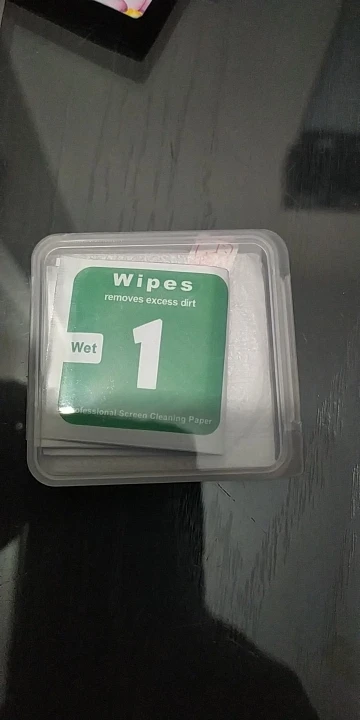 Wipes
removes excess dirt
Wet
1
Professional Screen Cleaning Paper